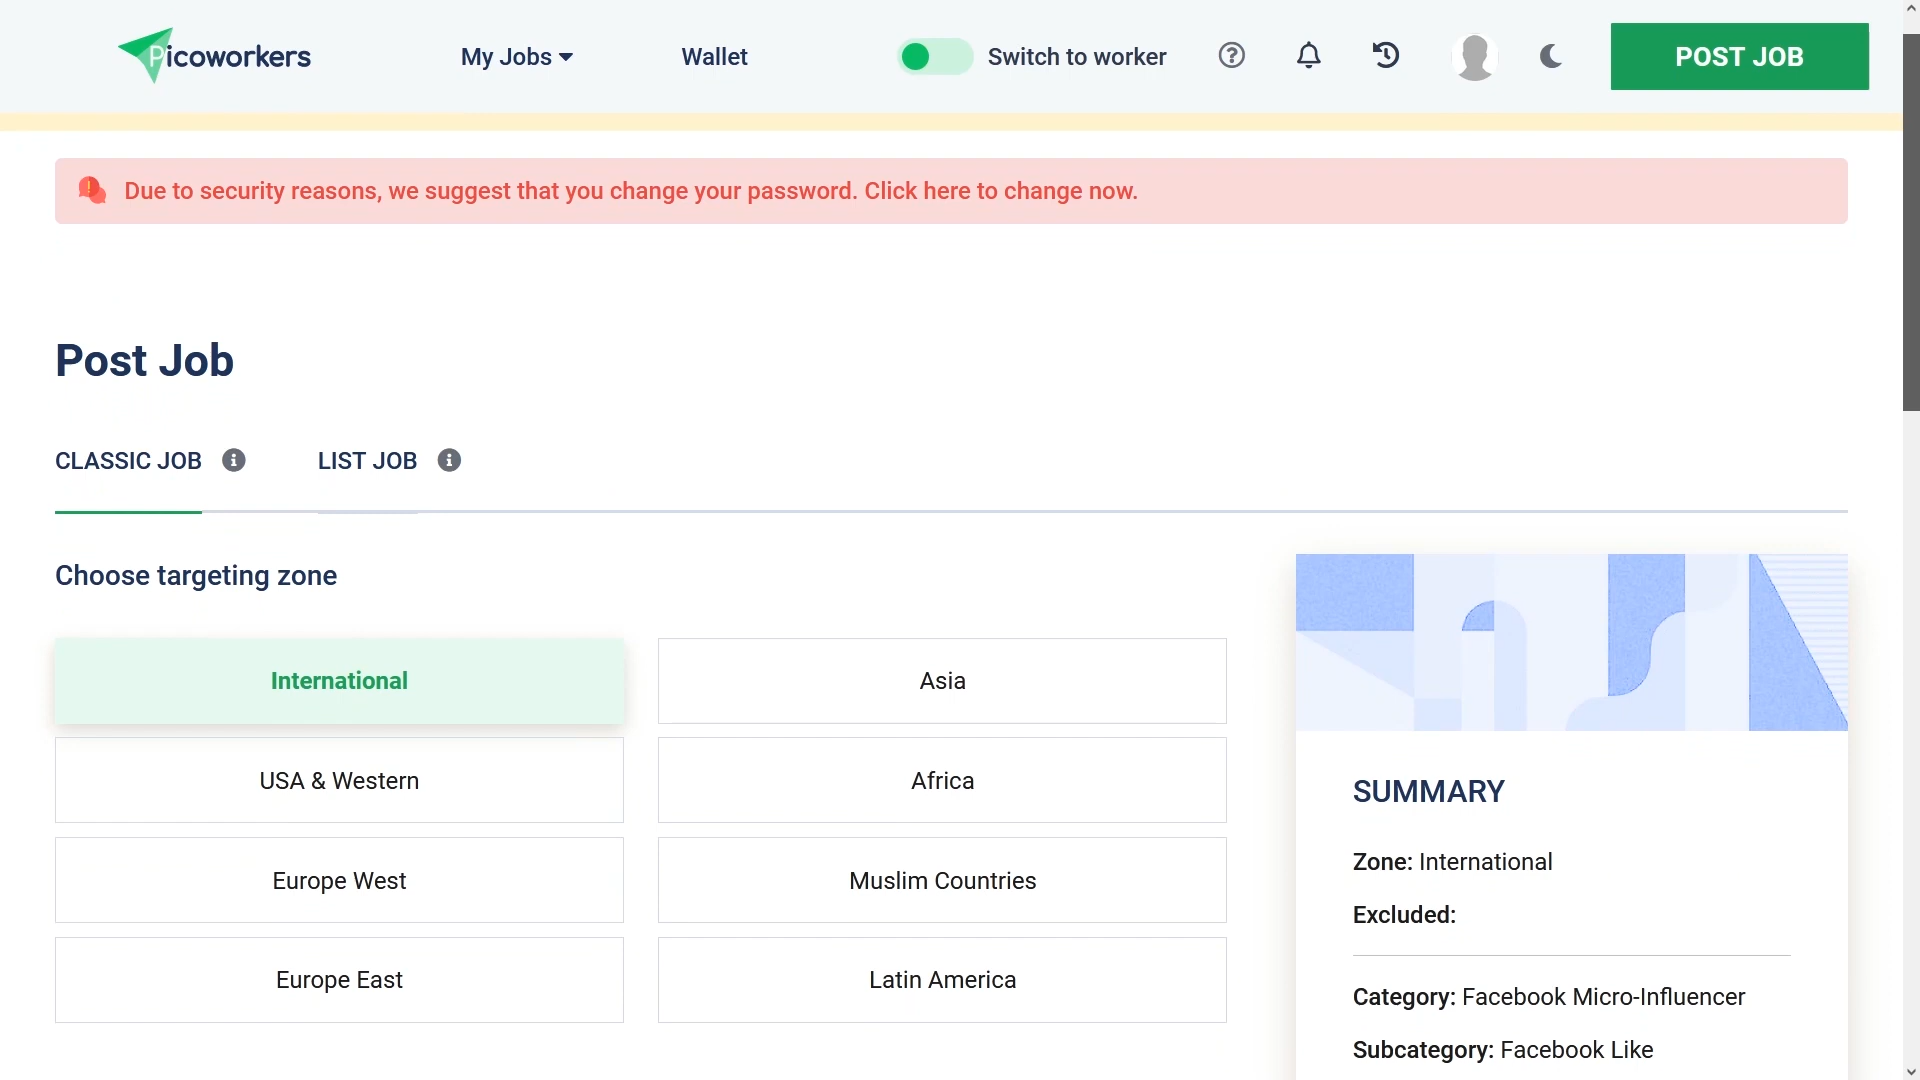 Picoworkers
My Jobs
Wallet
Switch to worker
POST JOB
Due to security reasons, we suggest that you change your password. Click here to change now.
Post Job
CLASSIC JOB
LIST JOB
Choose targeting zone
International
Asia
USA & Western
Africa
Europe West
Muslim Countries
Europe East
Latin America
SUMMARY
Zone: International
Excluded:
Category: Facebook Micro-Influencer
Subcategory: Facebook Like